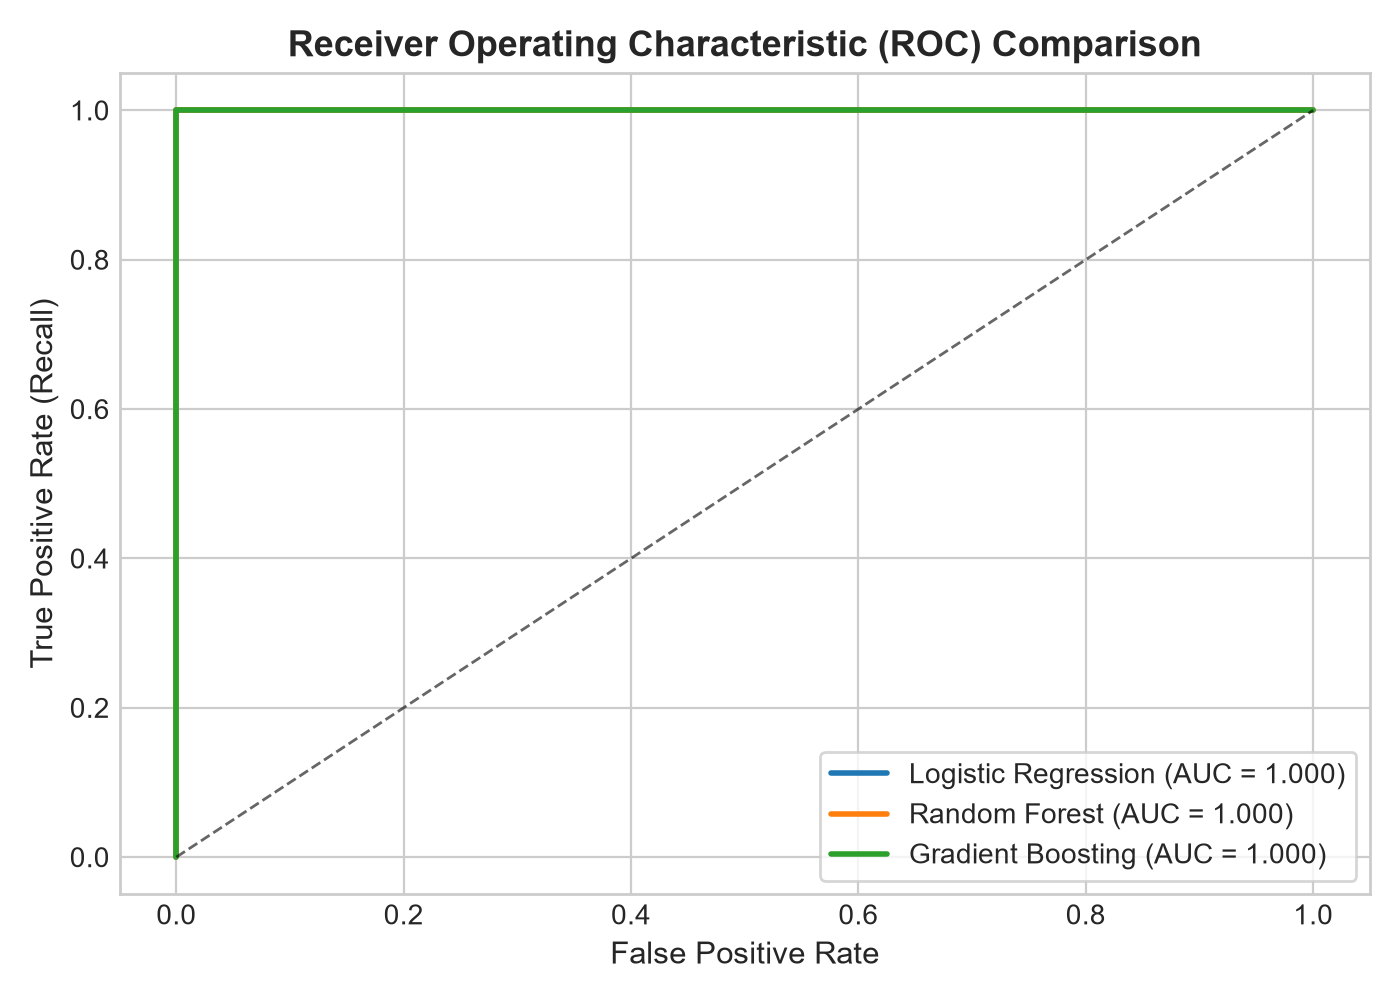 Receiver Operating Characteristic (ROC) Comparison
True Positive Rate (Recall)
1.0
0.8
0.6
0.4
0.2
0.0
Logistic Regression (AUC = 1.000)
Random Forest (AUC = 1.000)
Gradient Boosting (AUC = 1.000)
0.0 0.2 0.4 0.6 0.8 1.0
False Positive Rate